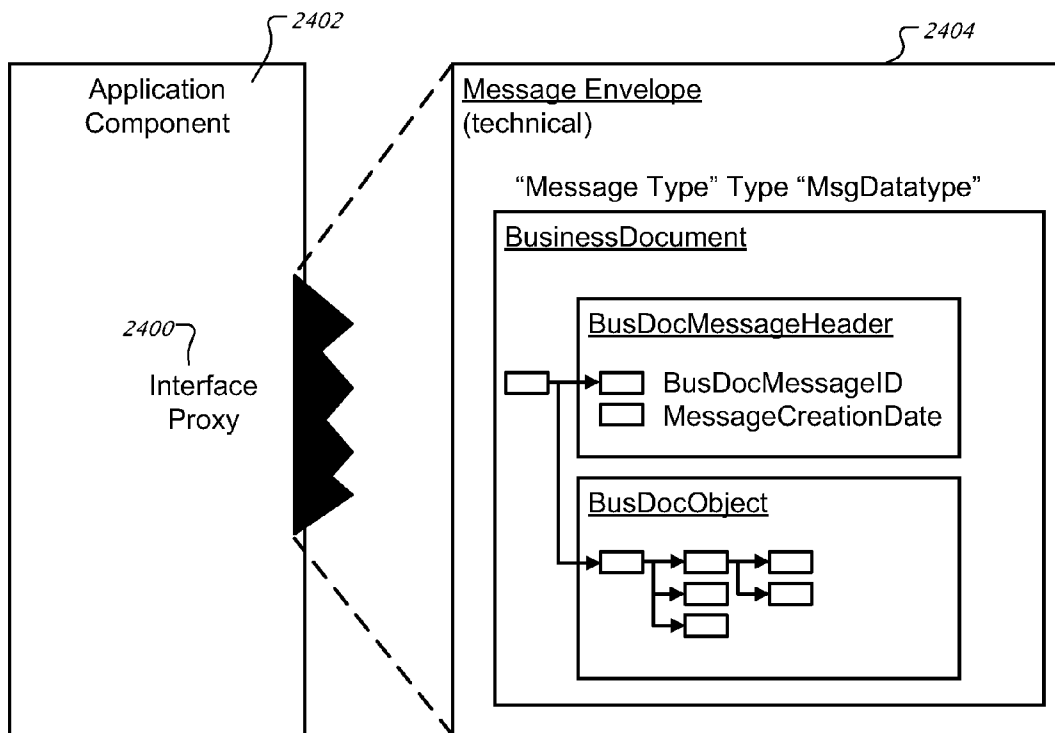 2402
2404
Application
Component
Message Envelope
(technical)
“Message Type” Type “MsgDatatype”
BusinessDocument
BusDocMessageHeader
BusDocMessageID
MessageCreationDate
2400
Interface
Proxy
BusDocObject